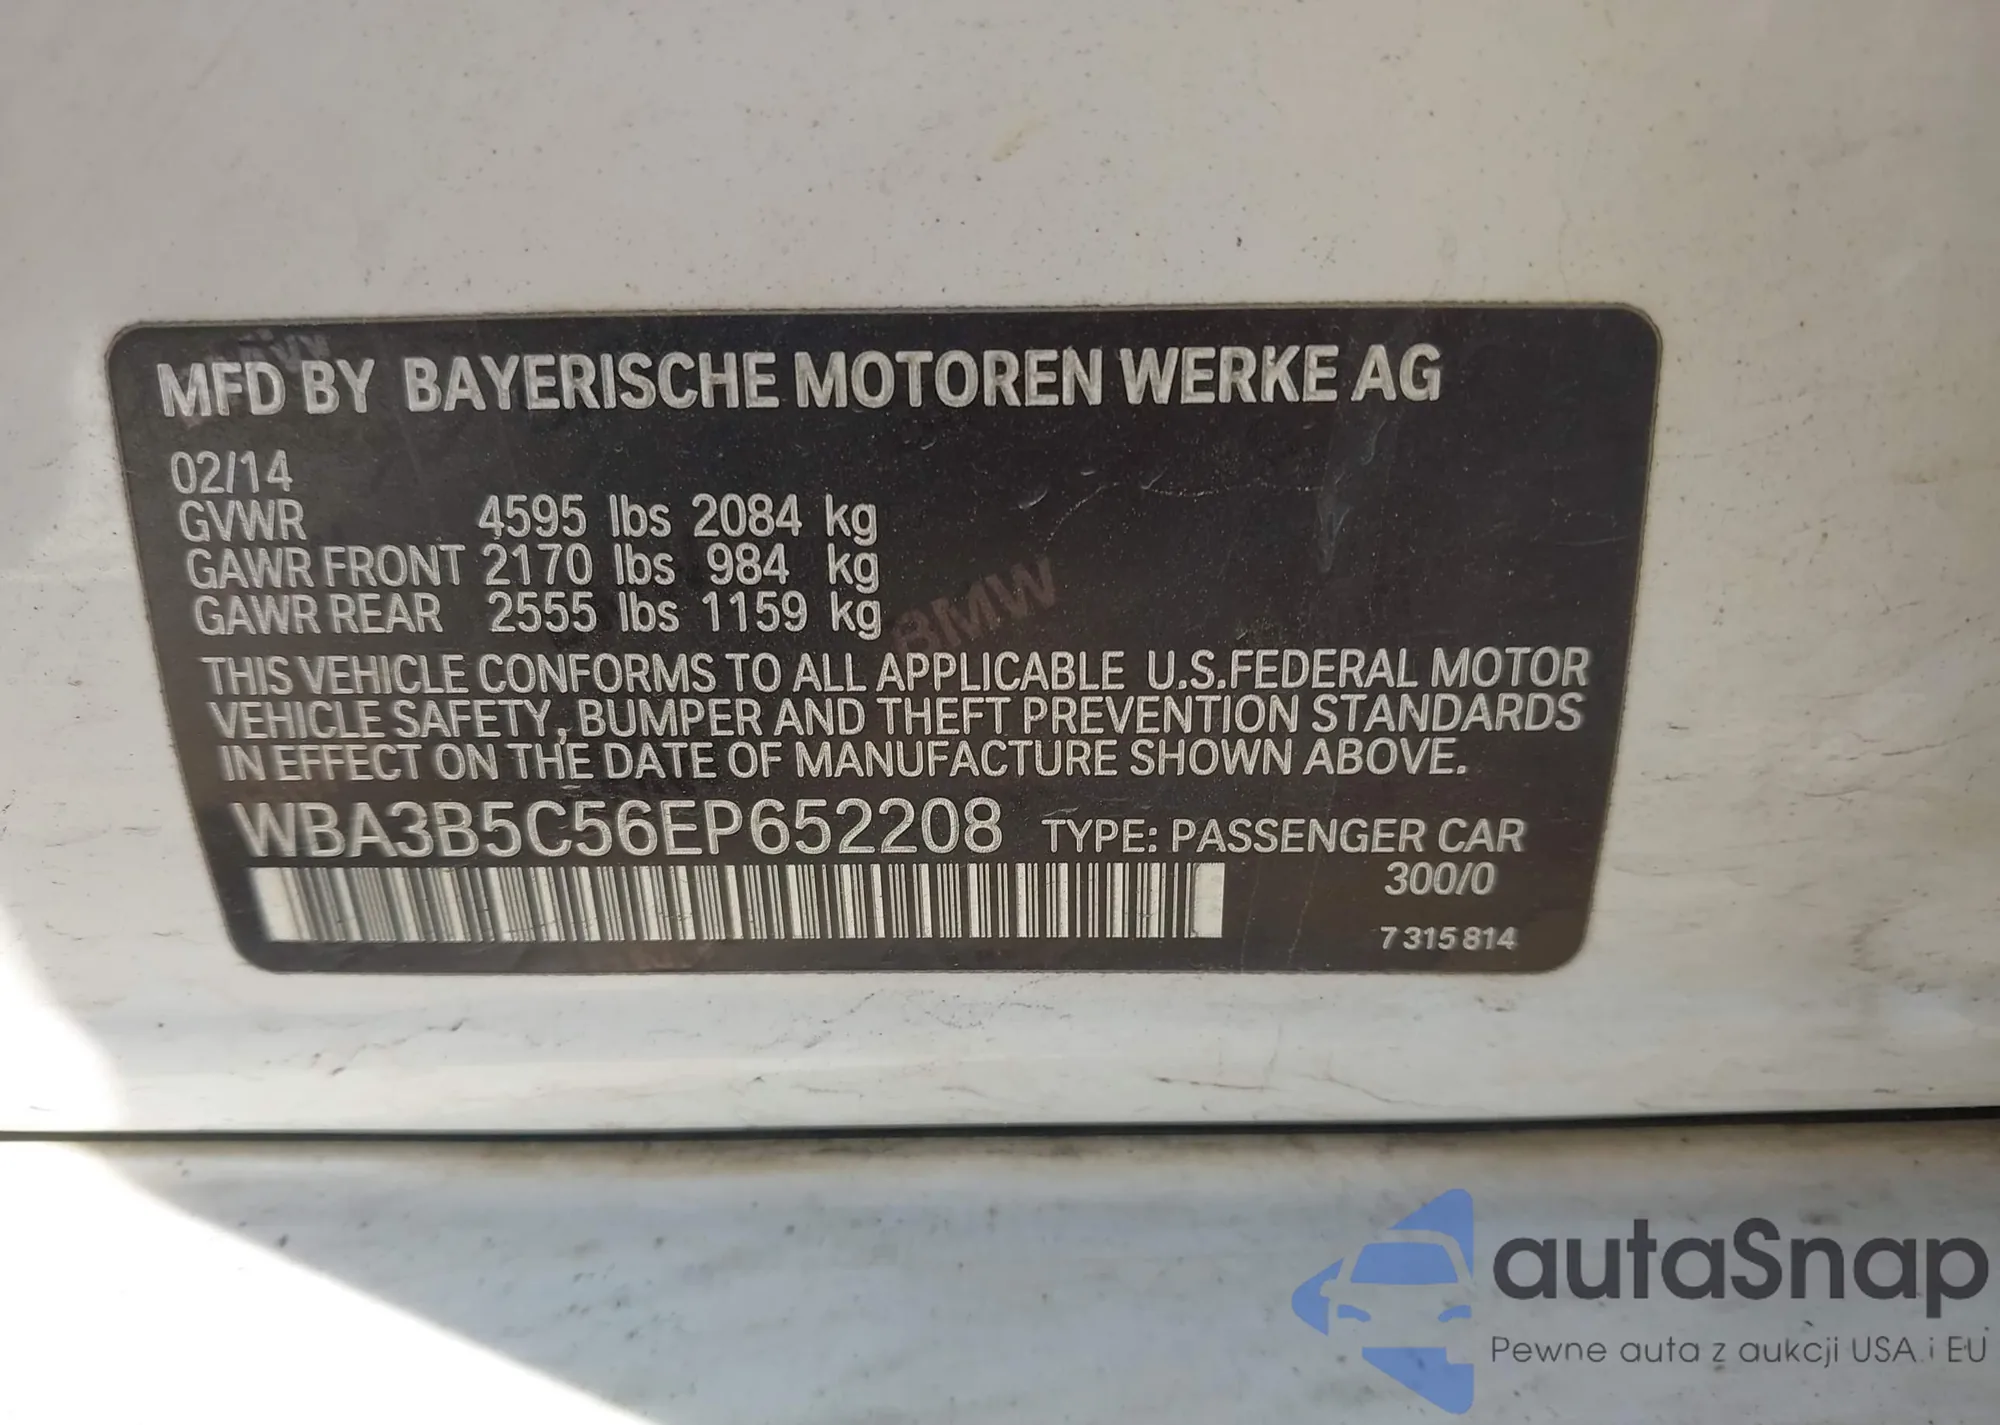 MFD BY BAYERISCHE MOTOREN WERKE AG
02/14
GVWR 4595 lbs 2084 kg
GAWR FRONT 2170 lbs 984 kg
GAWR REAR 2555 lbs 1159 kg
BMW
THIS VEHICLE CONFORMS TO ALL APPLICABLE U.S.FEDERAL MOTOR
VEHICLE SAFETY, BUMPER AND THEFT PREVENTION STANDARDS
IN EFFECT ON THE DATE OF MANUFACTURE SHOWN ABOVE.
WBA3B5C56EP652208 TYPE: PASSENGER CAR
300/0
7 315 814
autaSnap
Pewne auta z aukcji USA i EU